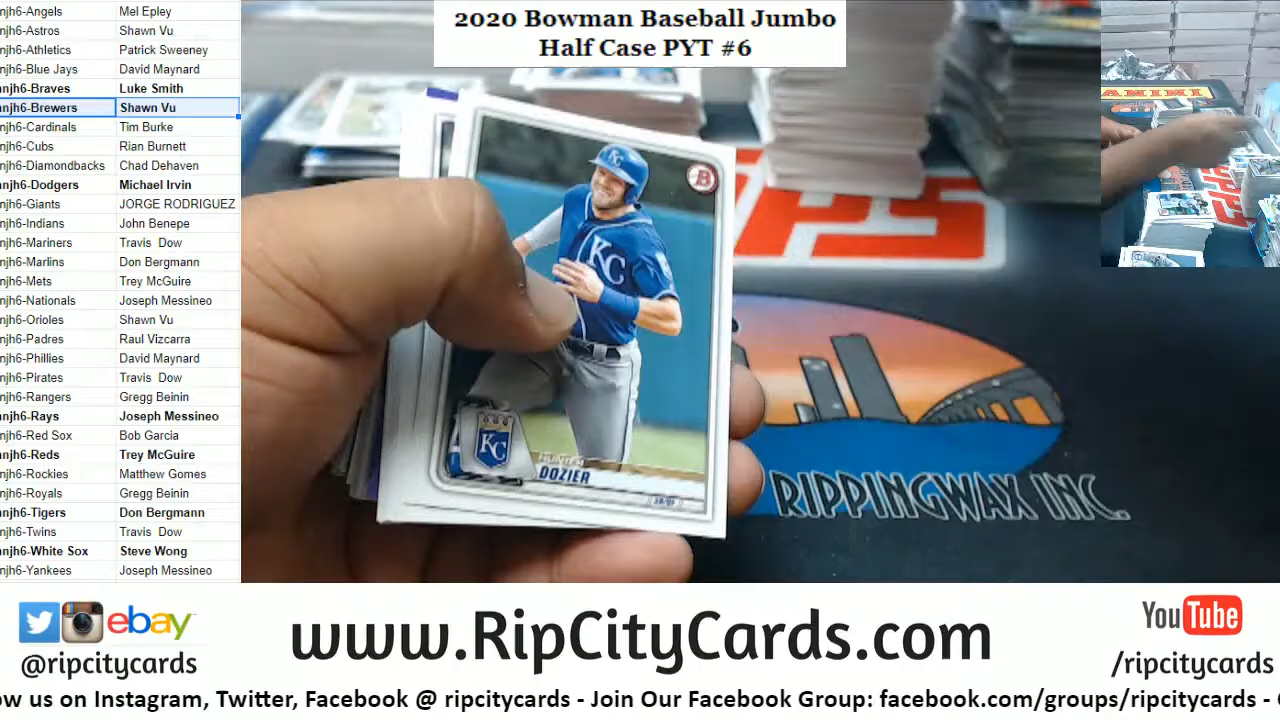 njh6-Angels Mel Epley
njh6-Astros Shawn Vu
njh6-Athletics Patrick Sweeney
njh6-Blue Jays David Maynard
njh6-Braves Luke Smith
njh6-Brewers Shawn Vu
njh6-Cardinals Tim Burke
njh6-Cubs Rian Burnett
njh6-Diamondbacks Chad Dehaven
njh6-Dodgers Michael Irvin
njh6-Giants JORGE RODRIGUEZ
njh6-Indians John Benepe
njh6-Mariners Travis Dow
njh6-Marlins Don Bergmann
njh6-Mets Trey McGuire
njh6-Nationals Joseph Messineo
njh6-Orioles Shawn Vu
njh6-Padres Raul Vizcarra
njh6-Phillies David Maynard
njh6-Pirates Travis Dow
njh6-Rangers Gregg Beinin
njh6-Rays Joseph Messineo
njh6-Red Sox Bob Garcia
njh6-Reds Trey McGuire
njh6-Rockies Matthew Gomes
njh6-Royals Gregg Beinin
njh6-Tigers Don Bergmann
njh6-Twins Travis Dow
njh6-White Sox Steve Wong
njh6-Yankees Joseph Messineo
2020 Bowman Baseball Jumbo
Half Case PYT #6
B
KC
KC
KC
HUNTER
DOZIER
PPS
RIPPINGWAX INC.
PANINI
ebay
@ripcitycards
www.RipCityCards.com
YouTube
/ripcitycards
ow us on Instagram, Twitter, Facebook @ ripcitycards - Join Our Facebook Group: facebook.com/groups/ripcitycards -